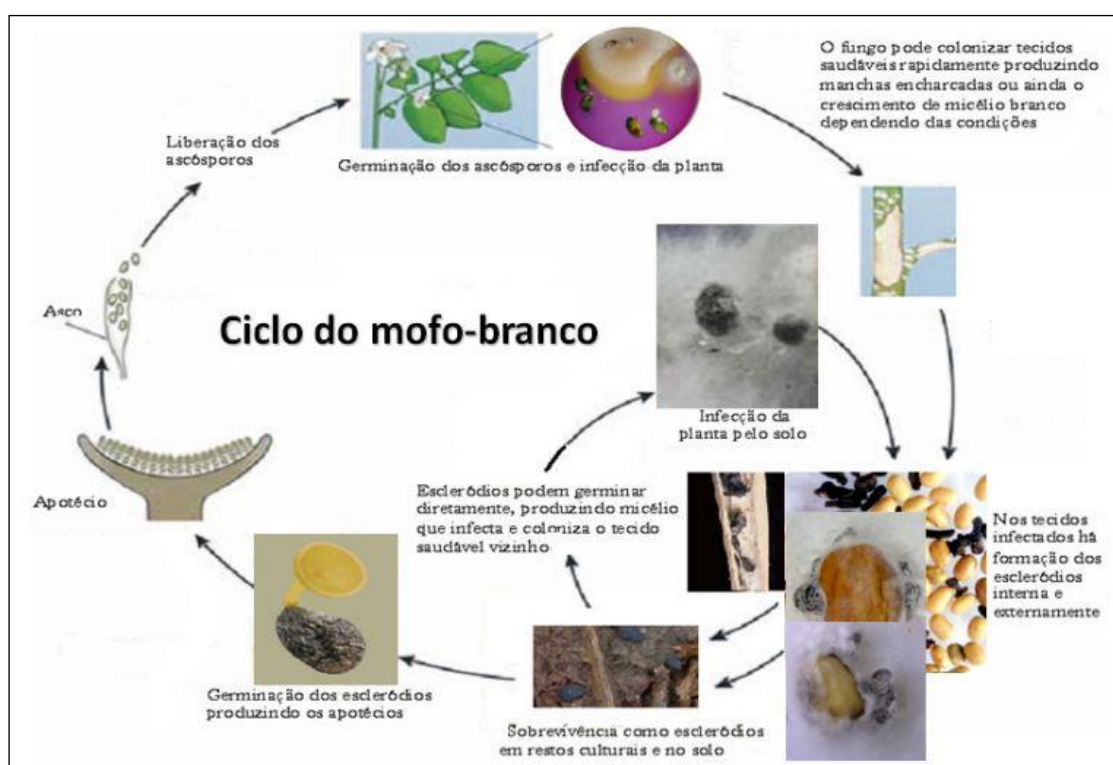 O fungo pode colonizar tecidos
saudáveis rapidamente produzindo
manchas encharcadas ou ainda o
crescimento de micélio branco
dependendo das condições
Liberação dos
ascósporos
Germinação dos ascósporos e infecção da planta
Asco
Ciclo do mofo-branco
Infecção da
planta pelo solo
Apotécio
Escleródios podem germinar
diretamente, produzindo micélio
que infecta e coloniza o tecido
saudável vizinho
Nos tecidos
infectados há
formação dos
escleródios
interna e
externamente
Germinação dos escleródios
produzindo os apotécios
Sobrevivência como escleródios
em restos culturais e no solo